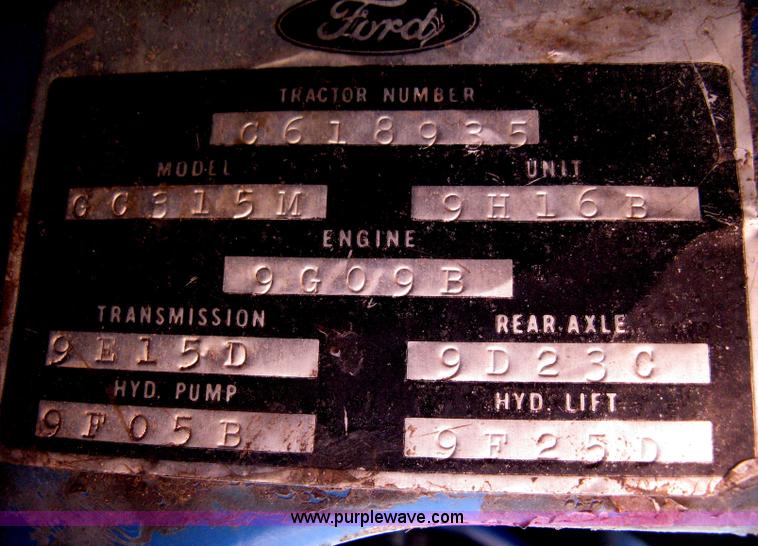 Ford
TRACTOR NUMBER
C618935
MODEL UNIT
GC315M 9H16B
ENGINE
9G09B
TRANSMISSION REAR AXLE
9E15D 9D23C
HYD. PUMP HYD. LIFT
9F05B 9F25D
www.purplewave.com